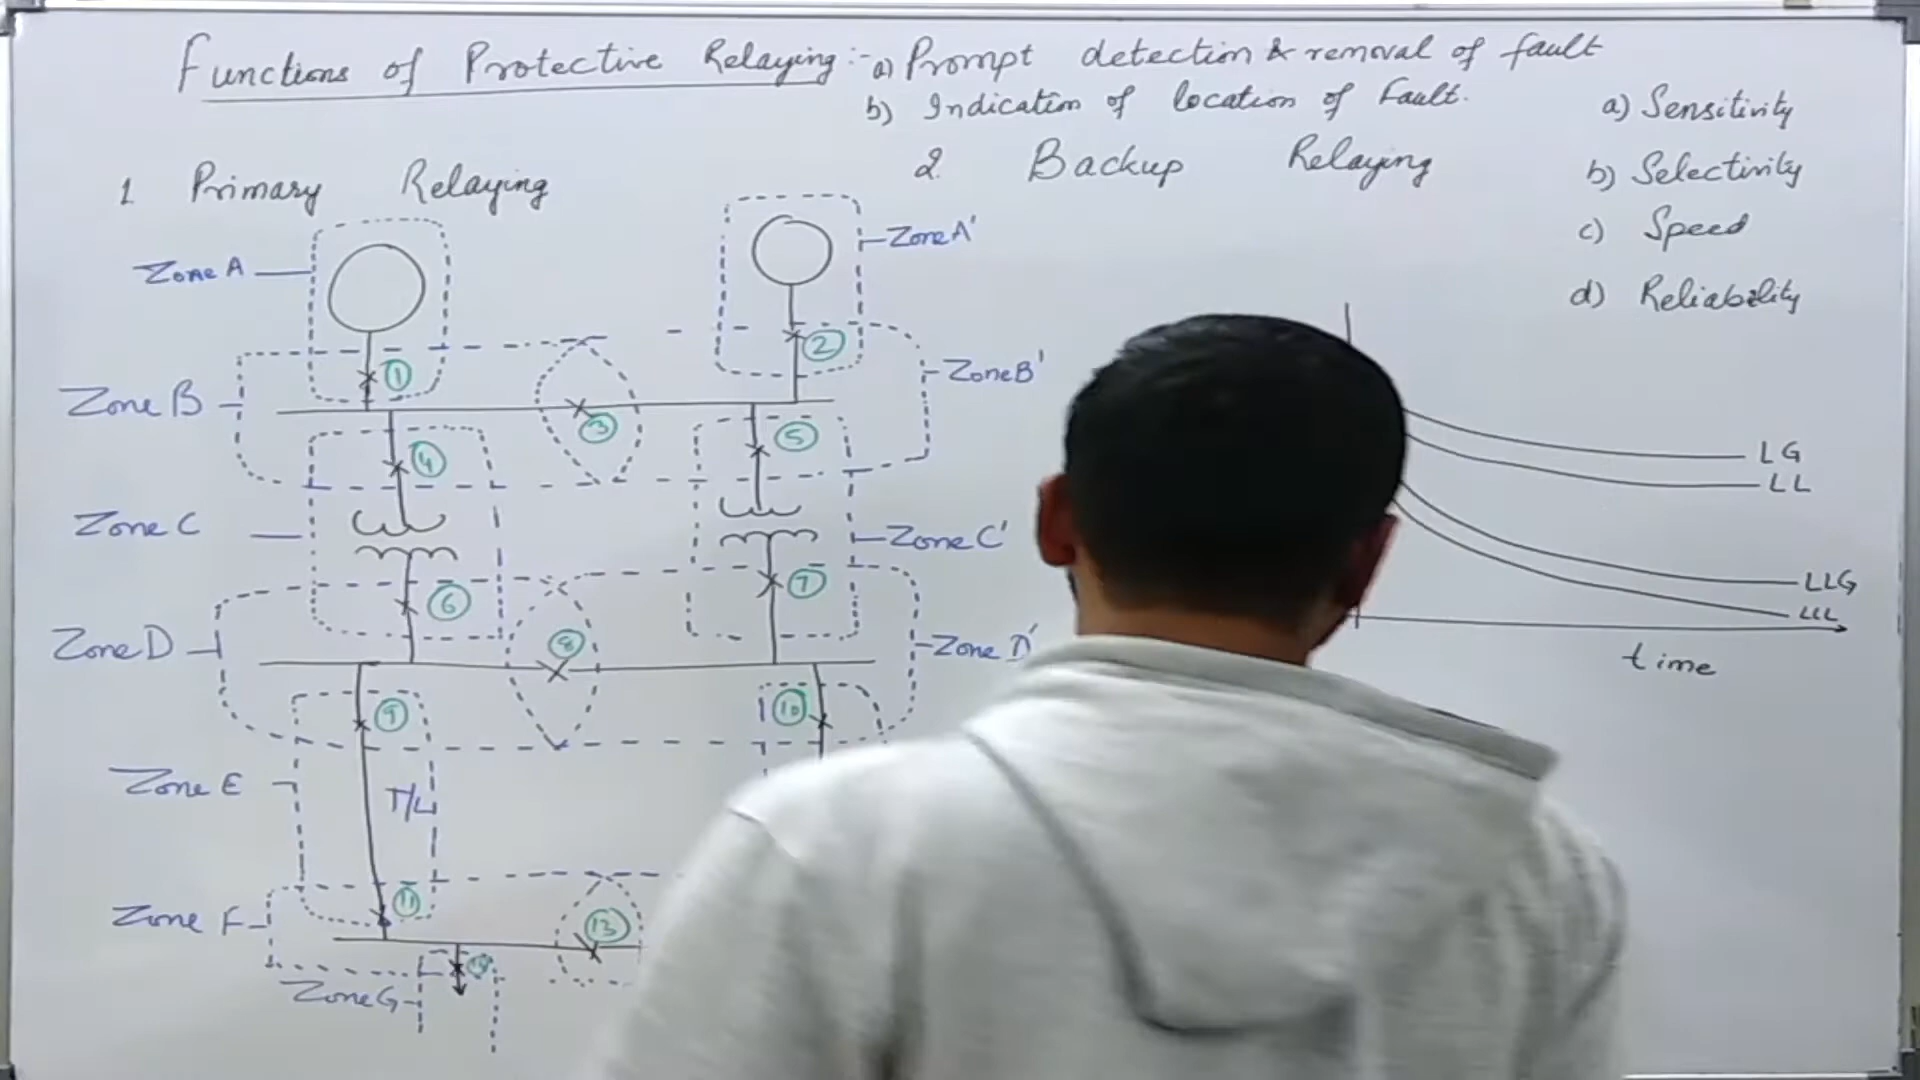 Functions of Protective Relaying :- a) Prompt detection & removal of fault
b) Indication of location of fault.
a) Sensitivity
b) Selectivity
c) Speed
d) Reliability
1 Primary Relaying
2. Backup Relaying
Zone A
Zone A'
1
2
Zone B
Zone B'
3
4
5
Zone C
Zone C'
6
7
Zone D
Zone D'
8
9
10
Zone E
T/L
11
Zone F
13
Zone G
LG
LL
LLG
LLL
time